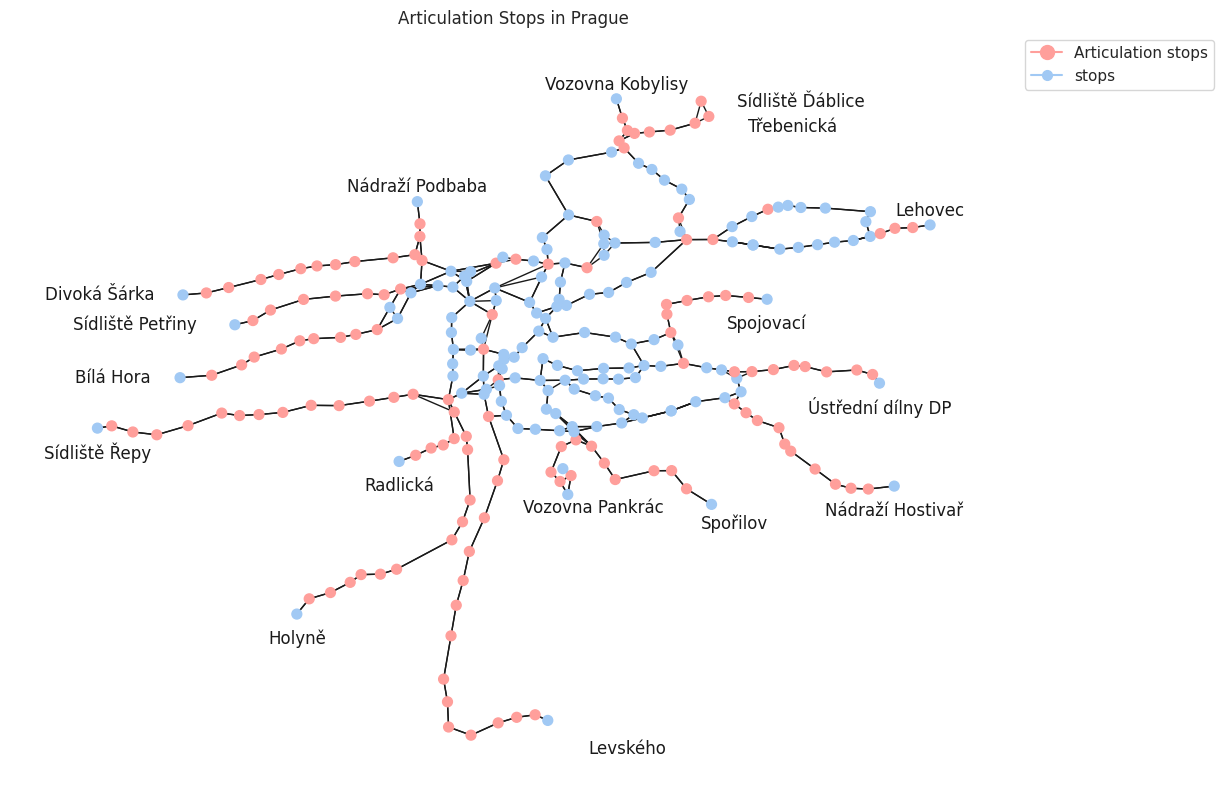 Articulation Stops in Prague
Articulation stops
stops
Vozovna Kobylisy
Sídliště Ďáblice
Třebenická
Nádraží Podbaba
Lehovec
Divoká Šárka
Sídliště Petřiny
Spojovací
Bílá Hora
Ústřední dílny DP
Sídliště Řepy
Radlická
Vozovna Pankrác
Nádraží Hostivař
Spořilov
Holyně
Levského